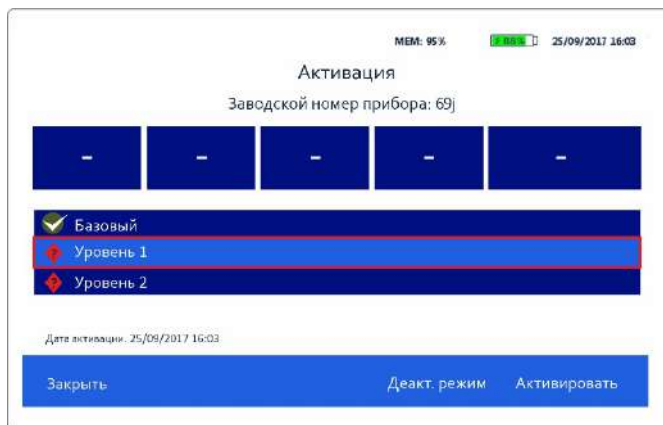 MEM: 95% 88% 25/09/2017 16:03
Активация
Заводской номер прибора: 69j
- - - - -
Базовый
? Уровень 1
? Уровень 2
Дата активации. 25/09/2017 16:03
Закрыть Деакт. режим Активировать